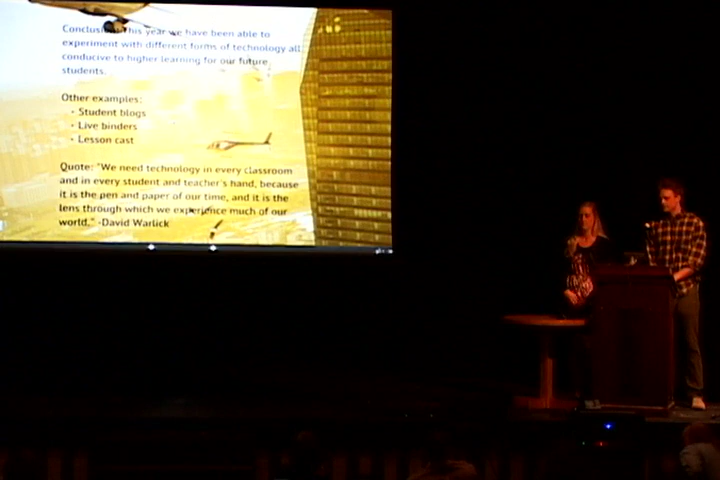 Conclusion: This year we have been able to
experiment with different forms of technology all
conducive to higher learning for our future
students.
Other examples:
- Student blogs
- Live binders
- Lesson cast
Quote: "We need technology in every classroom
and in every student and teacher's hand, because
it is the pen and paper of our time, and it is the
lens through which we experience much of our
world." -David Warlick